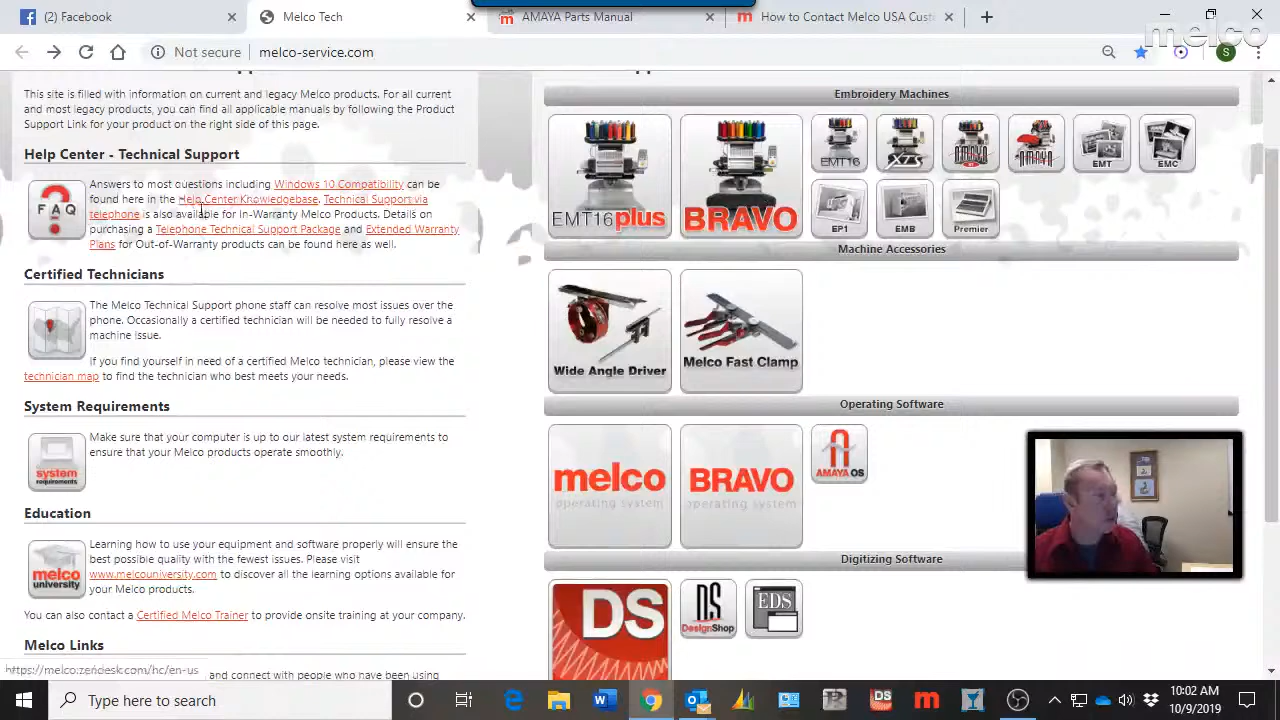 Facebook
Melco Tech
AMAYA Parts Manual
How to Contact Melco USA Cust
melco
Not secure
melco-service.com
S
This site is filled with information on current and legacy Melco products. For all current
and most legacy products, you can find all applicable manuals by following the Product
Support Link for your product on the right side of this page.
Help Center - Technical Support
FAQ
Answers to most questions including Windows 10 Compatibility can be
found here in the Help Center Knowledgebase. Technical Support via
telephone is also available for In-Warranty Melco Products. Details on
purchasing a Telephone Technical Support Package and Extended Warranty
Plans for Out-of-Warranty products can be found here as well.
Certified Technicians
The Melco Technical Support phone staff can resolve most issues over the
phone. Occasionally a certified technician will be needed to fully resolve a
machine issue.
If you find yourself in need of a certified Melco technician, please view the
technician map to find the technician who best meets your needs.
System Requirements
system
requirements
Make sure that your computer is up to our latest system requirements to
ensure that your Melco products operate smoothly.
Education
melco
university
Learning how to use your equipment and software properly will ensure the
best possible quality with the fewest issues. Please visit
www.melcouniversity.com to discover all the learning options available for
your Melco products.
You can also contact a Certified Melco Trainer to provide onsite training at your company.
Melco Links
and connect with people who have been using
https://melco.zendesk.com/hc/en-us
Embroidery Machines
EMT16plus
BRAVO
EMT16
XTS
AMAYA
EMT
EMC
EP1
EMB
Premier
Machine Accessories
Wide Angle Driver
Melco Fast Clamp
Operating Software
melco
operating system
BRAVO
operating system
AMAYA OS
Digitizing Software
DS
DS
DesignShop
EDS
Type here to search
DS
m
10:02 AM
10/9/2019